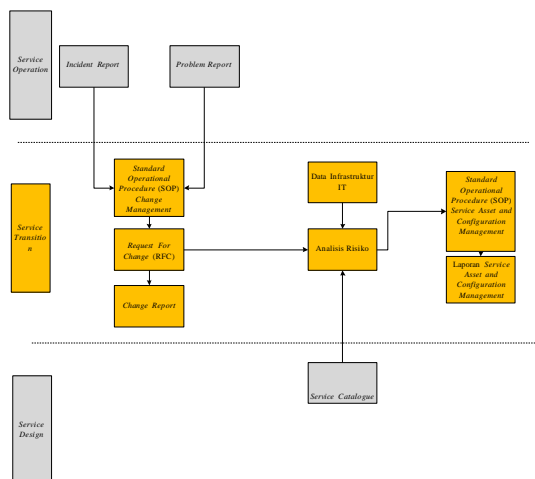 Service
Operation
Incident Report
Problem Report
Service
Transitio
n
Standard
Operational
Procedure (SOP)
Change
Management
Data Infrastruktur
IT
Standard
Operational
Procedure (SOP)
Service Asset and
Configuration
Management
Request For
Change (RFC)
Analisis Risiko
Laporan Service
Asset and
Configuration
Management
Change Report
Service Catalogue
Service
Design